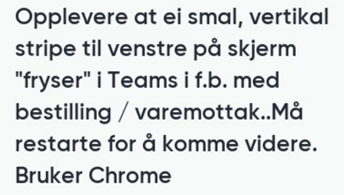 Opplevere at ei smal, vertikal
stripe til venstre på skjerm
"fryser" i Teams i f.b. med
bestilling / varemottak..Må
restarte for å komme videre.
Bruker Chrome